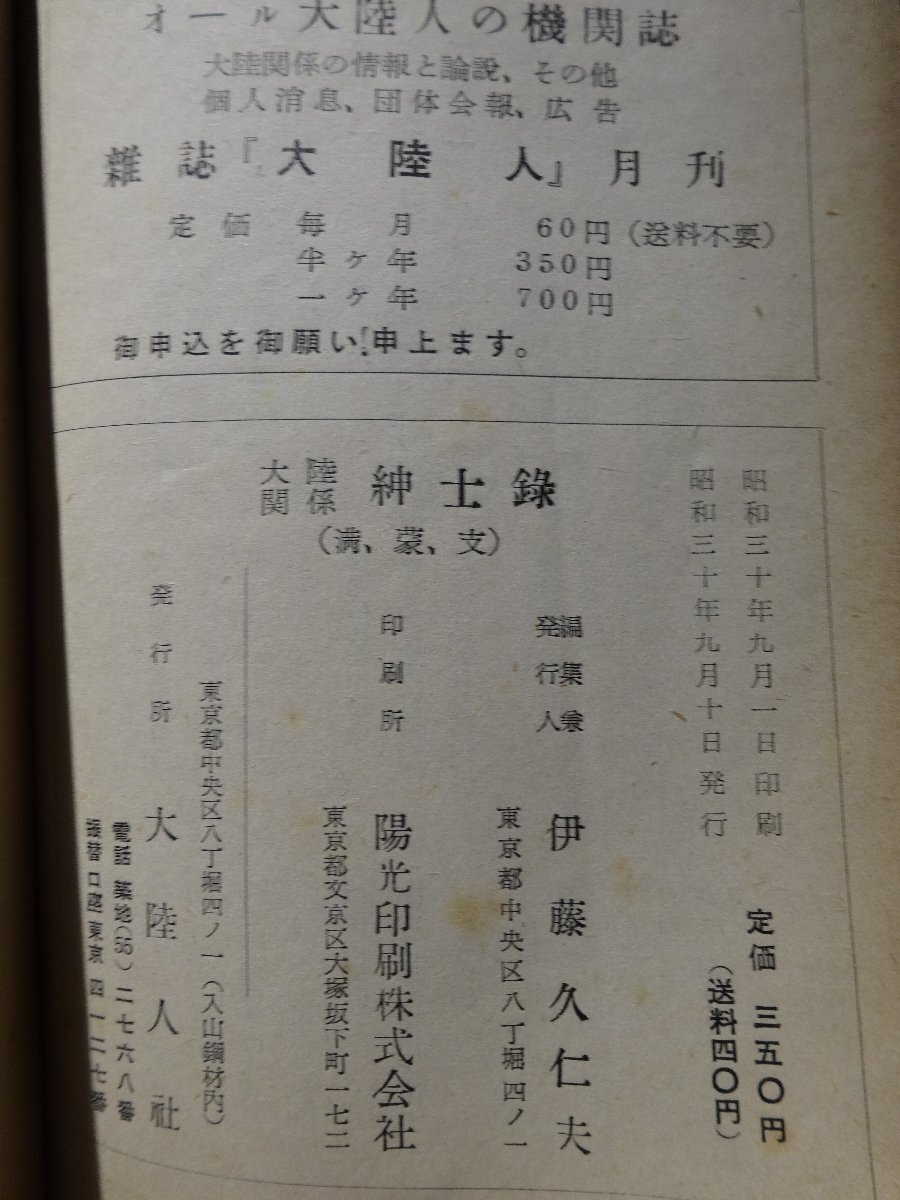 オール大陸人の機関誌
大陸関係の情報と論説、その他
個人消息、団体会報、広告
雑誌『大陸人』月刊
定価 毎月 60円(送料不要)
半ヶ年 350円
一ヶ年 700円
御申込を御願い申上ます。
大陸関係 紳士錄
(満、蒙、支)
昭和三十年九月一日印刷
昭和三十年九月十日発行
定価 三五〇円
(送料四〇円)
編集兼発行人 伊藤久仁夫
東京都中央区八丁堀四ノ一
印刷所 陽光印刷株式会社
東京都文京区大塚坂下町一七二
東京都中央区八丁堀四ノ一(入山鋼材内)
発行所 大陸人社
電話 築地(55)二七六八番
振替口座東京四一二七番